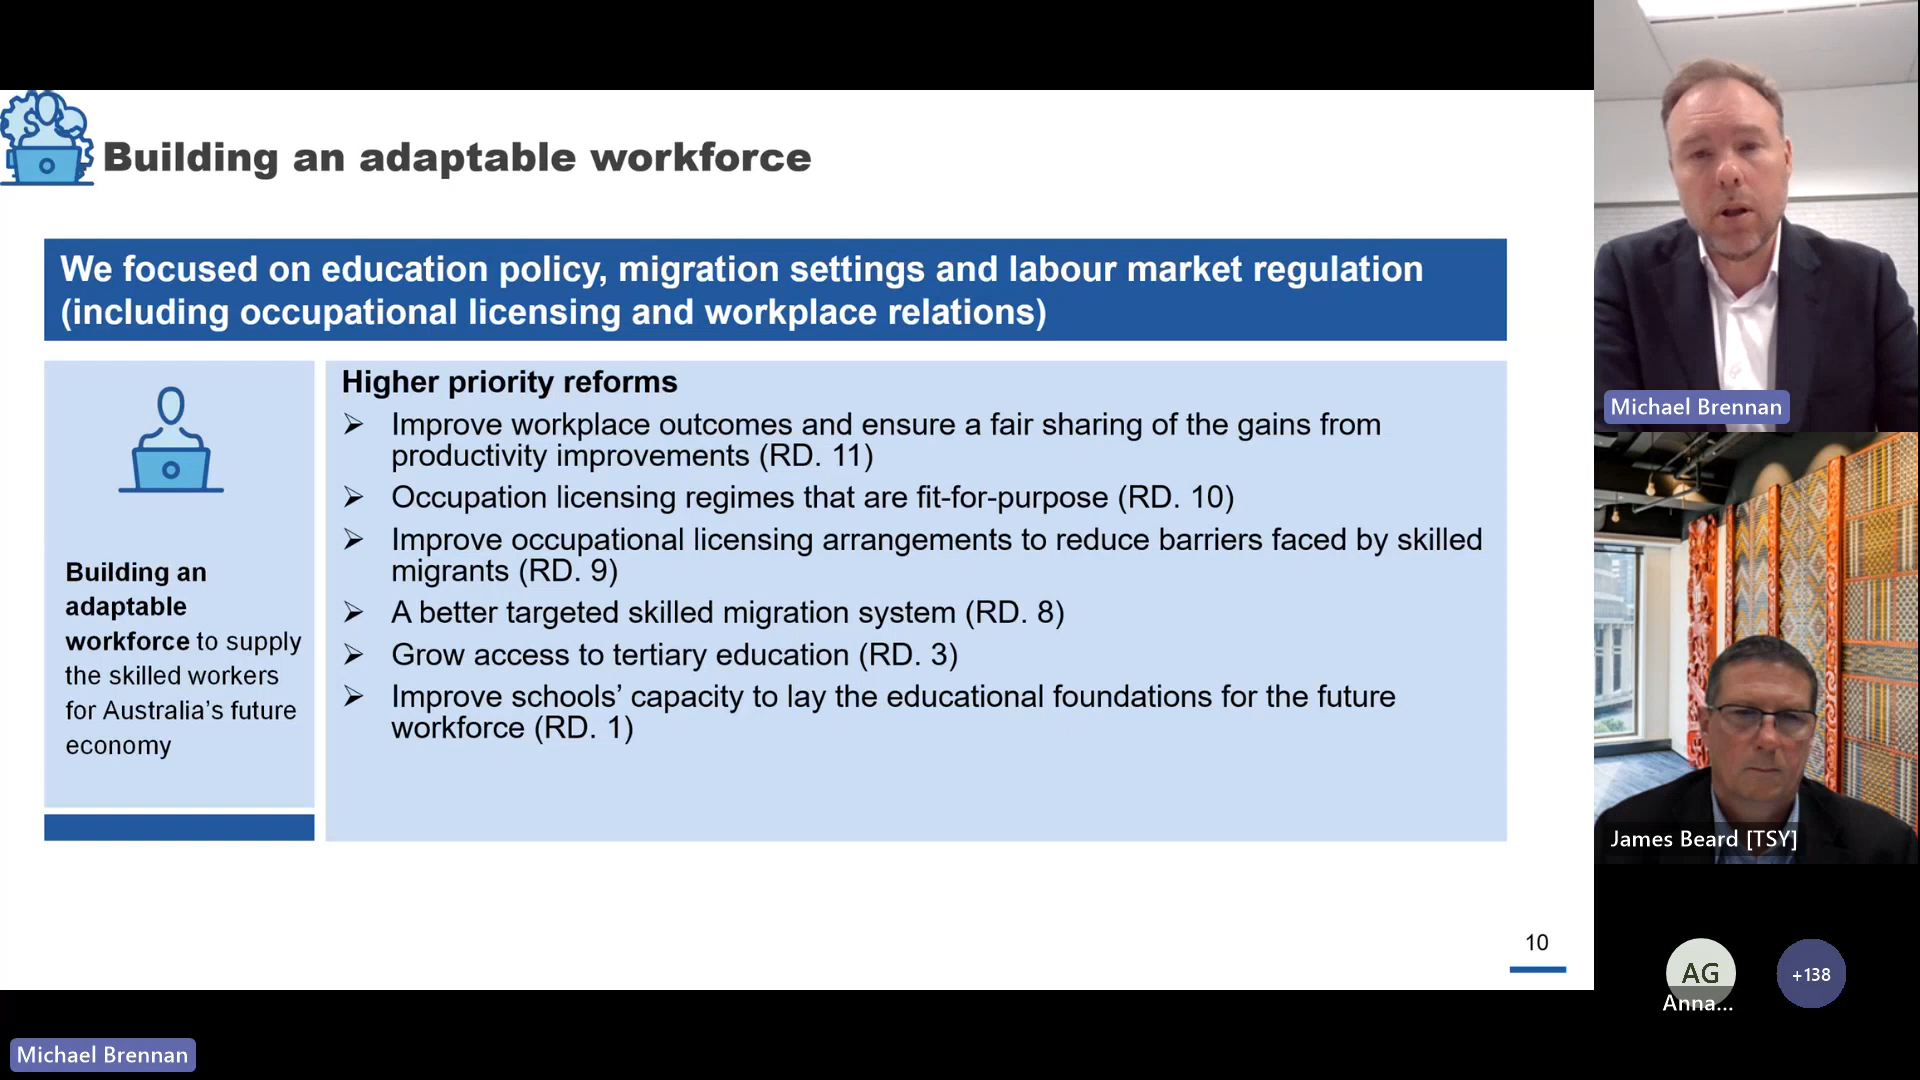 Building an adaptable workforce
We focused on education policy, migration settings and labour market regulation
(including occupational licensing and workplace relations)
Building an
adaptable
workforce to supply
the skilled workers
for Australia’s future
economy
Higher priority reforms
➢ Improve workplace outcomes and ensure a fair sharing of the gains from
productivity improvements (RD. 11)
➢ Occupation licensing regimes that are fit-for-purpose (RD. 10)
➢ Improve occupational licensing arrangements to reduce barriers faced by skilled
migrants (RD. 9)
➢ A better targeted skilled migration system (RD. 8)
➢ Grow access to tertiary education (RD. 3)
➢ Improve schools’ capacity to lay the educational foundations for the future
workforce (RD. 1)
10
Michael Brennan
Michael Brennan
James Beard [TSY]
AG
Anna...
+138